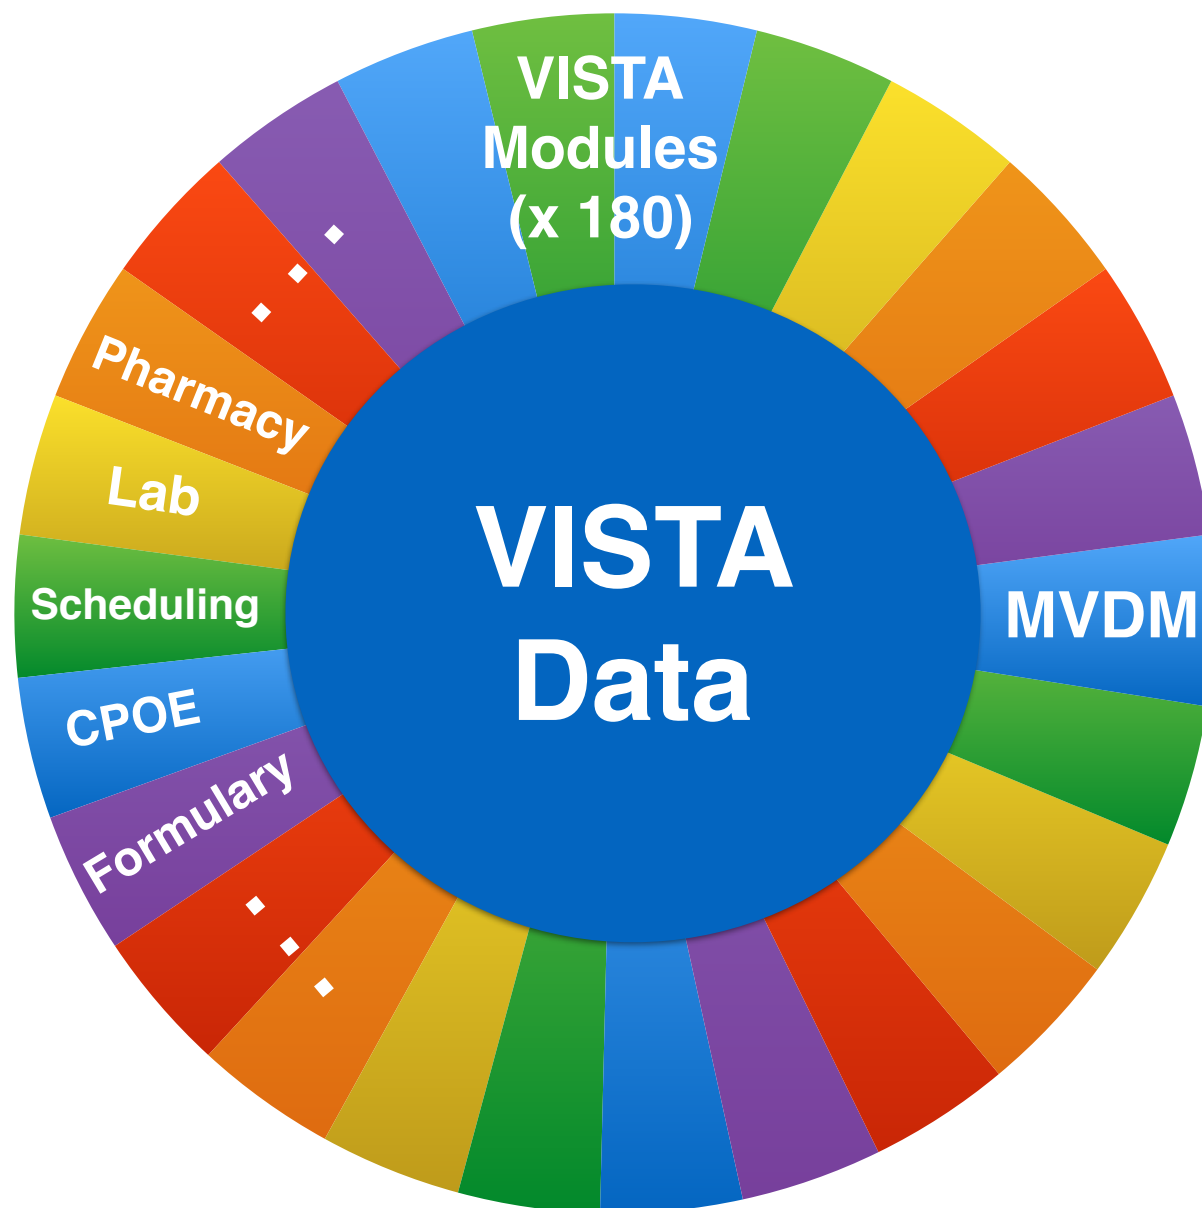 VISTA
Modules
(x 180)
Pharmacy
Lab
Scheduling
CPOE
Formulary
VISTA
Data
MVDM